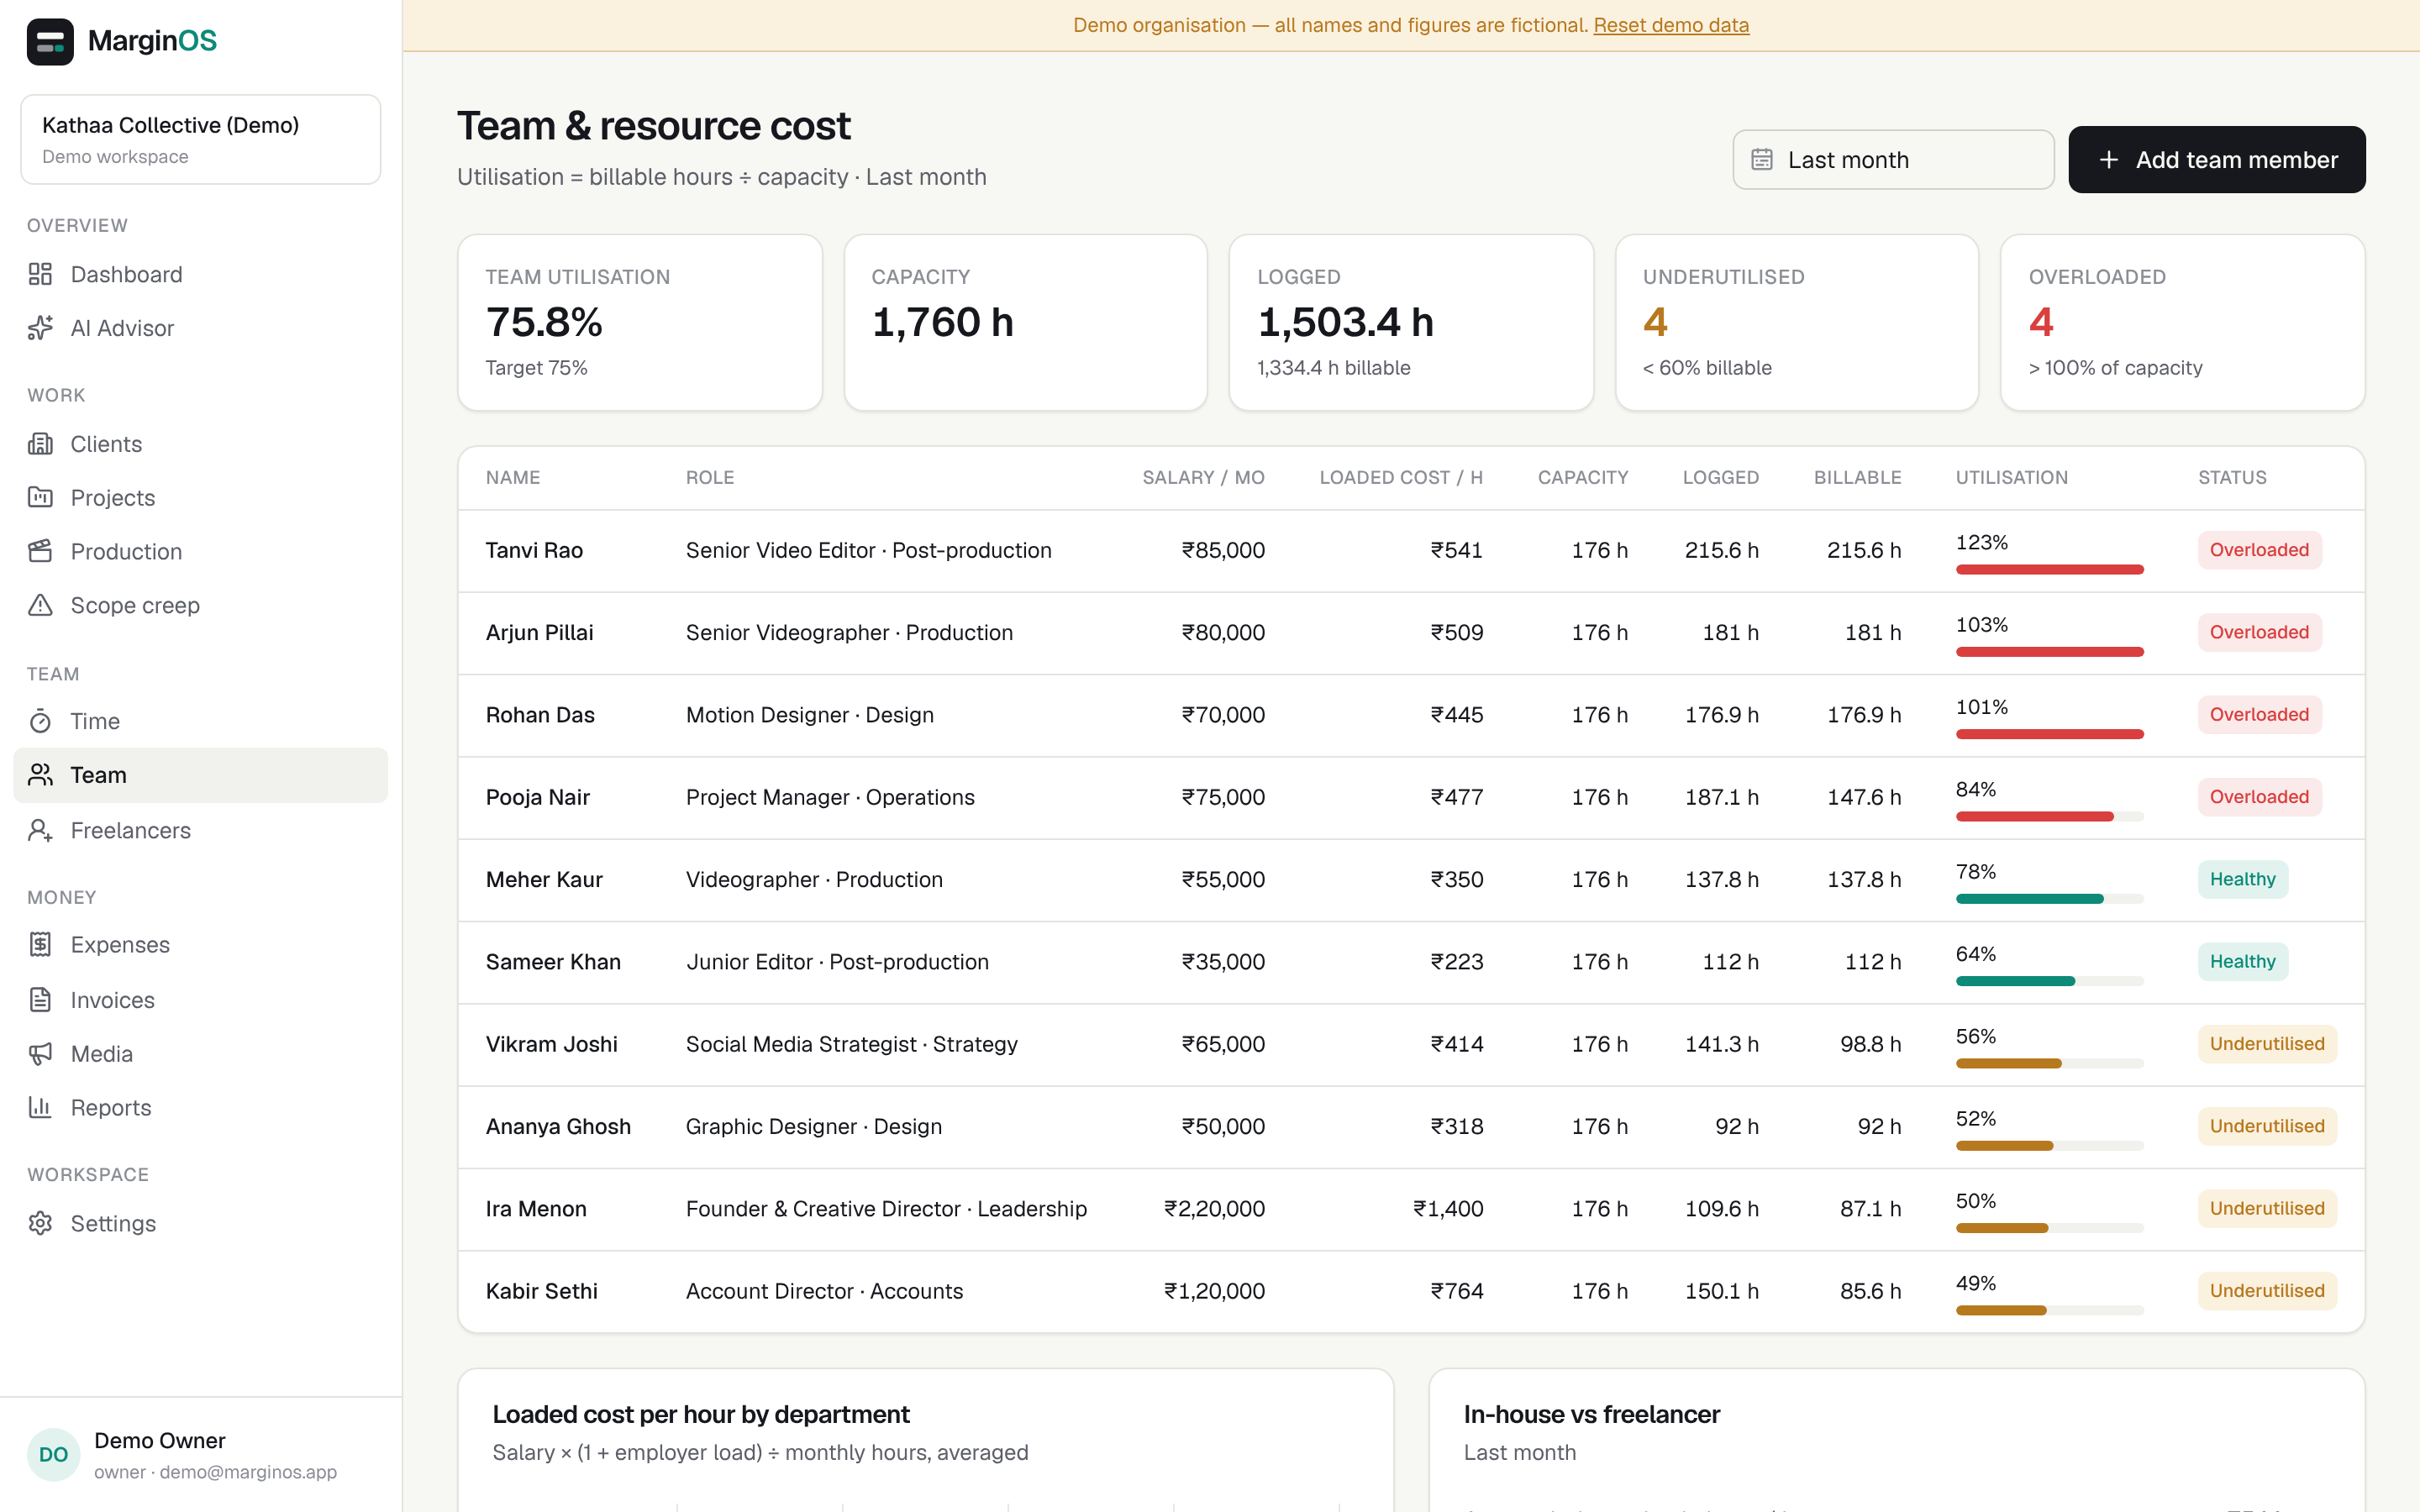 MarginOS
Kathaa Collective (Demo)
Demo workspace
OVERVIEW
Dashboard
AI Advisor
WORK
Clients
Projects
Production
Scope creep
TEAM
Time
Team
Freelancers
MONEY
Expenses
Invoices
Media
Reports
WORKSPACE
Settings
DO
Demo Owner
owner · demo@marginos.app
Demo organisation — all names and figures are fictional. Reset demo data
Team & resource cost
Utilisation = billable hours ÷ capacity · Last month
Last month
+ Add team member
TEAM UTILISATION
75.8%
Target 75%
CAPACITY
1,760 h
LOGGED
1,503.4 h
1,334.4 h billable
UNDERUTILISED
4
< 60% billable
OVERLOADED
4
> 100% of capacity
NAME ROLE SALARY / MO LOADED COST / H CAPACITY LOGGED BILLABLE UTILISATION STATUS
Tanvi Rao Senior Video Editor · Post-production ₹85,000 ₹541 176 h 215.6 h 215.6 h 123% Overloaded
Arjun Pillai Senior Videographer · Production ₹80,000 ₹509 176 h 181 h 181 h 103% Overloaded
Rohan Das Motion Designer · Design ₹70,000 ₹445 176 h 176.9 h 176.9 h 101% Overloaded
Pooja Nair Project Manager · Operations ₹75,000 ₹477 176 h 187.1 h 147.6 h 84% Overloaded
Meher Kaur Videographer · Production ₹55,000 ₹350 176 h 137.8 h 137.8 h 78% Healthy
Sameer Khan Junior Editor · Post-production ₹35,000 ₹223 176 h 112 h 112 h 64% Healthy
Vikram Joshi Social Media Strategist · Strategy ₹65,000 ₹414 176 h 141.3 h 98.8 h 56% Underutilised
Ananya Ghosh Graphic Designer · Design ₹50,000 ₹318 176 h 92 h 92 h 52% Underutilised
Ira Menon Founder & Creative Director · Leadership ₹2,20,000 ₹1,400 176 h 109.6 h 87.1 h 50% Underutilised
Kabir Sethi Account Director · Accounts ₹1,20,000 ₹764 176 h 150.1 h 85.6 h 49% Underutilised
Loaded cost per hour by department
Salary × (1 + employer load) ÷ monthly hours, averaged
In-house vs freelancer
Last month